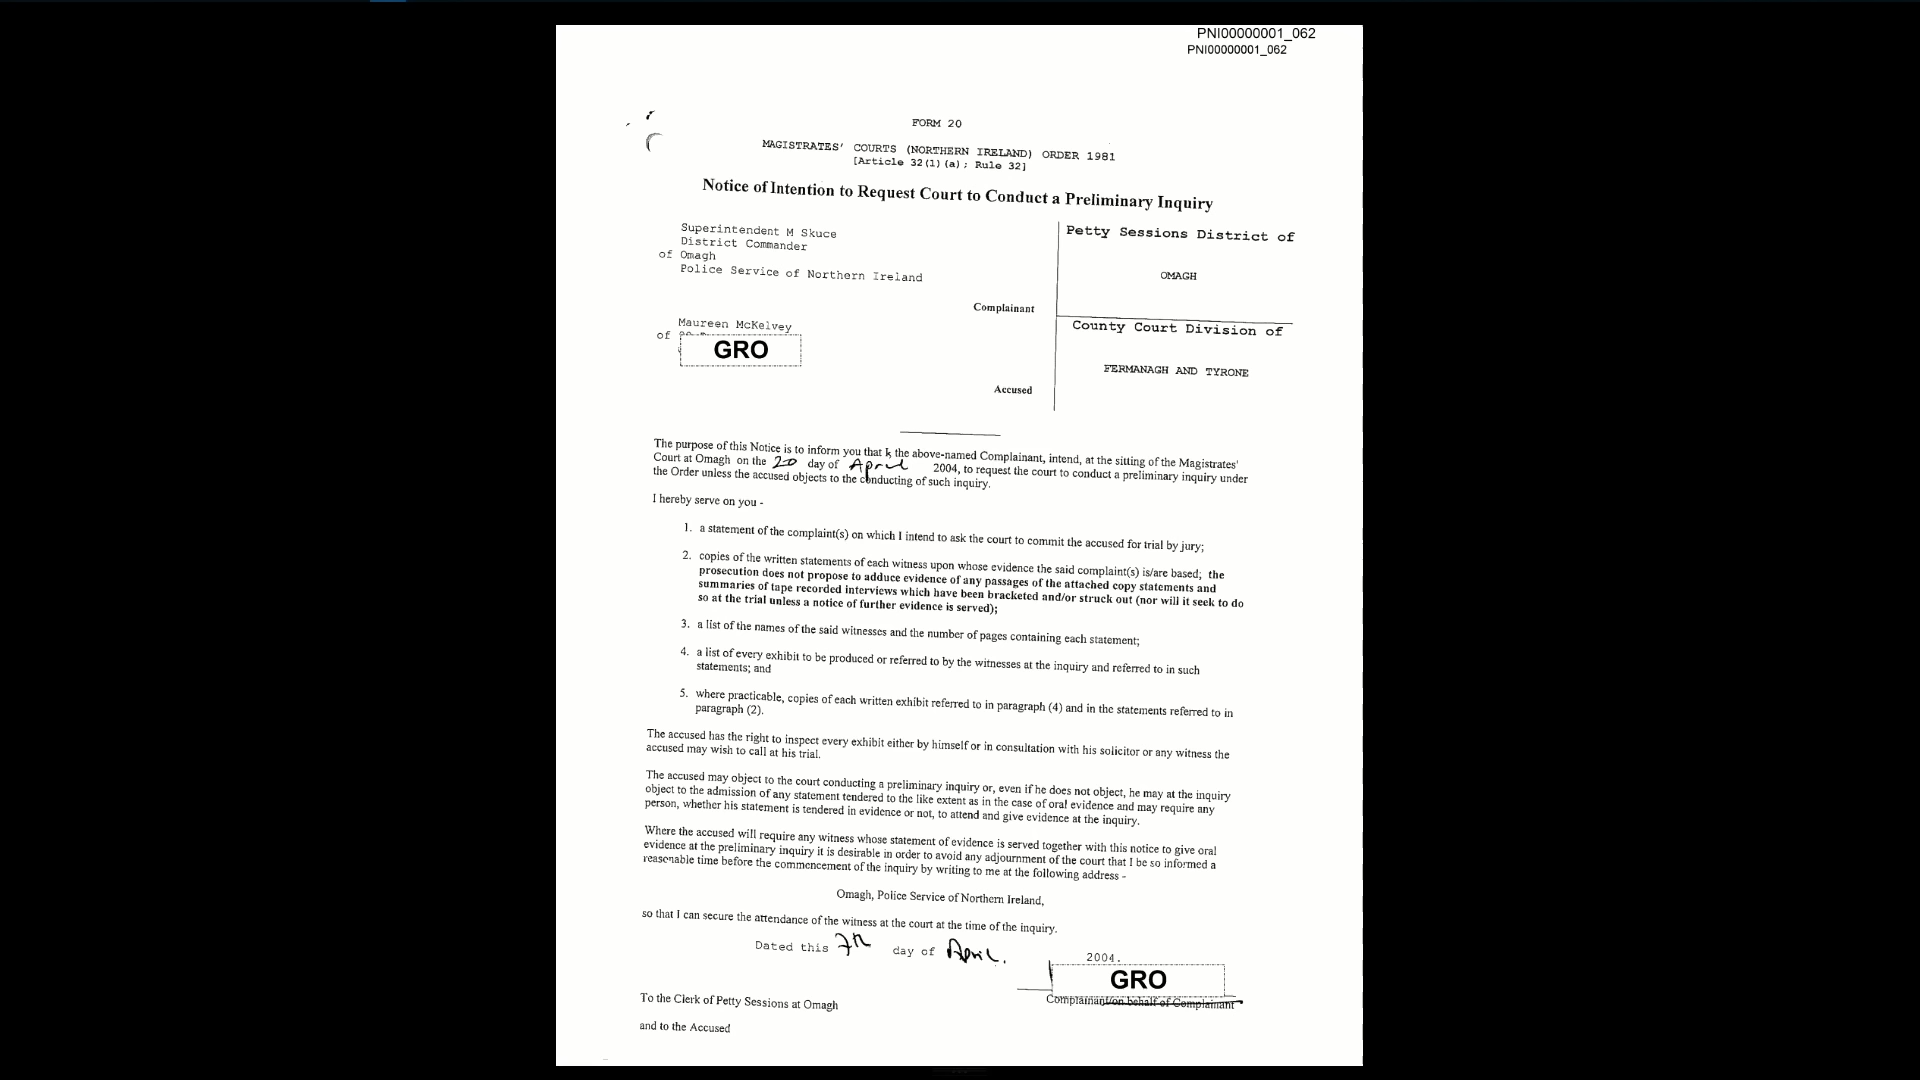 PNI00000001_062
PNI00000001_062
FORM 20
MAGISTRATES' COURTS (NORTHERN IRELAND) ORDER 1981
[Article 32(1)(a); Rule 32]
Notice of Intention to Request Court to Conduct a Preliminary Inquiry
Superintendent M Skuce
District Commander
of Omagh
Police Service of Northern Ireland
Complainant
Petty Sessions District of
OMAGH
Maureen McKelvey
of
GRO
Accused
County Court Division of
FERMANAGH AND TYRONE
The purpose of this Notice is to inform you that I, the above-named Complainant, intend, at the sitting of the Magistrates'
Court at Omagh on the 20 day of April 2004, to request the court to conduct a preliminary inquiry under
the Order unless the accused objects to the conducting of such inquiry.
I hereby serve on you -
1. a statement of the complaint(s) on which I intend to ask the court to commit the accused for trial by jury;
2. copies of the written statements of each witness upon whose evidence the said complaint(s) is/are based; the
prosecution does not propose to adduce evidence of any passages of the attached copy statements and
summaries of tape recorded interviews which have been bracketed and/or struck out (nor will it seek to do
so at the trial unless a notice of further evidence is served);
3. a list of the names of the said witnesses and the number of pages containing each statement;
4. a list of every exhibit to be produced or referred to by the witnesses at the inquiry and referred to in such
statements; and
5. where practicable, copies of each written exhibit referred to in paragraph (4) and in the statements referred to in
paragraph (2).
The accused has the right to inspect every exhibit either by himself or in consultation with his solicitor or any witness the
accused may wish to call at his trial.
The accused may object to the court conducting a preliminary inquiry or, even if he does not object, he may at the inquiry
object to the admission of any statement tendered to the like extent as in the case of oral evidence and may require any
person, whether his statement is tendered in evidence or not, to attend and give evidence at the inquiry.
Where the accused will require any witness whose statement of evidence is served together with this notice to give oral
evidence at the preliminary inquiry it is desirable in order to avoid any adjournment of the court that I be so informed a
reasonable time before the commencement of the inquiry by writing to me at the following address -
Omagh, Police Service of Northern Ireland,
so that I can secure the attendance of the witness at the court at the time of the inquiry.
Dated this 7th day of April. 2004.
GRO
Complainant/on behalf of Complainant
To the Clerk of Petty Sessions at Omagh
and to the Accused